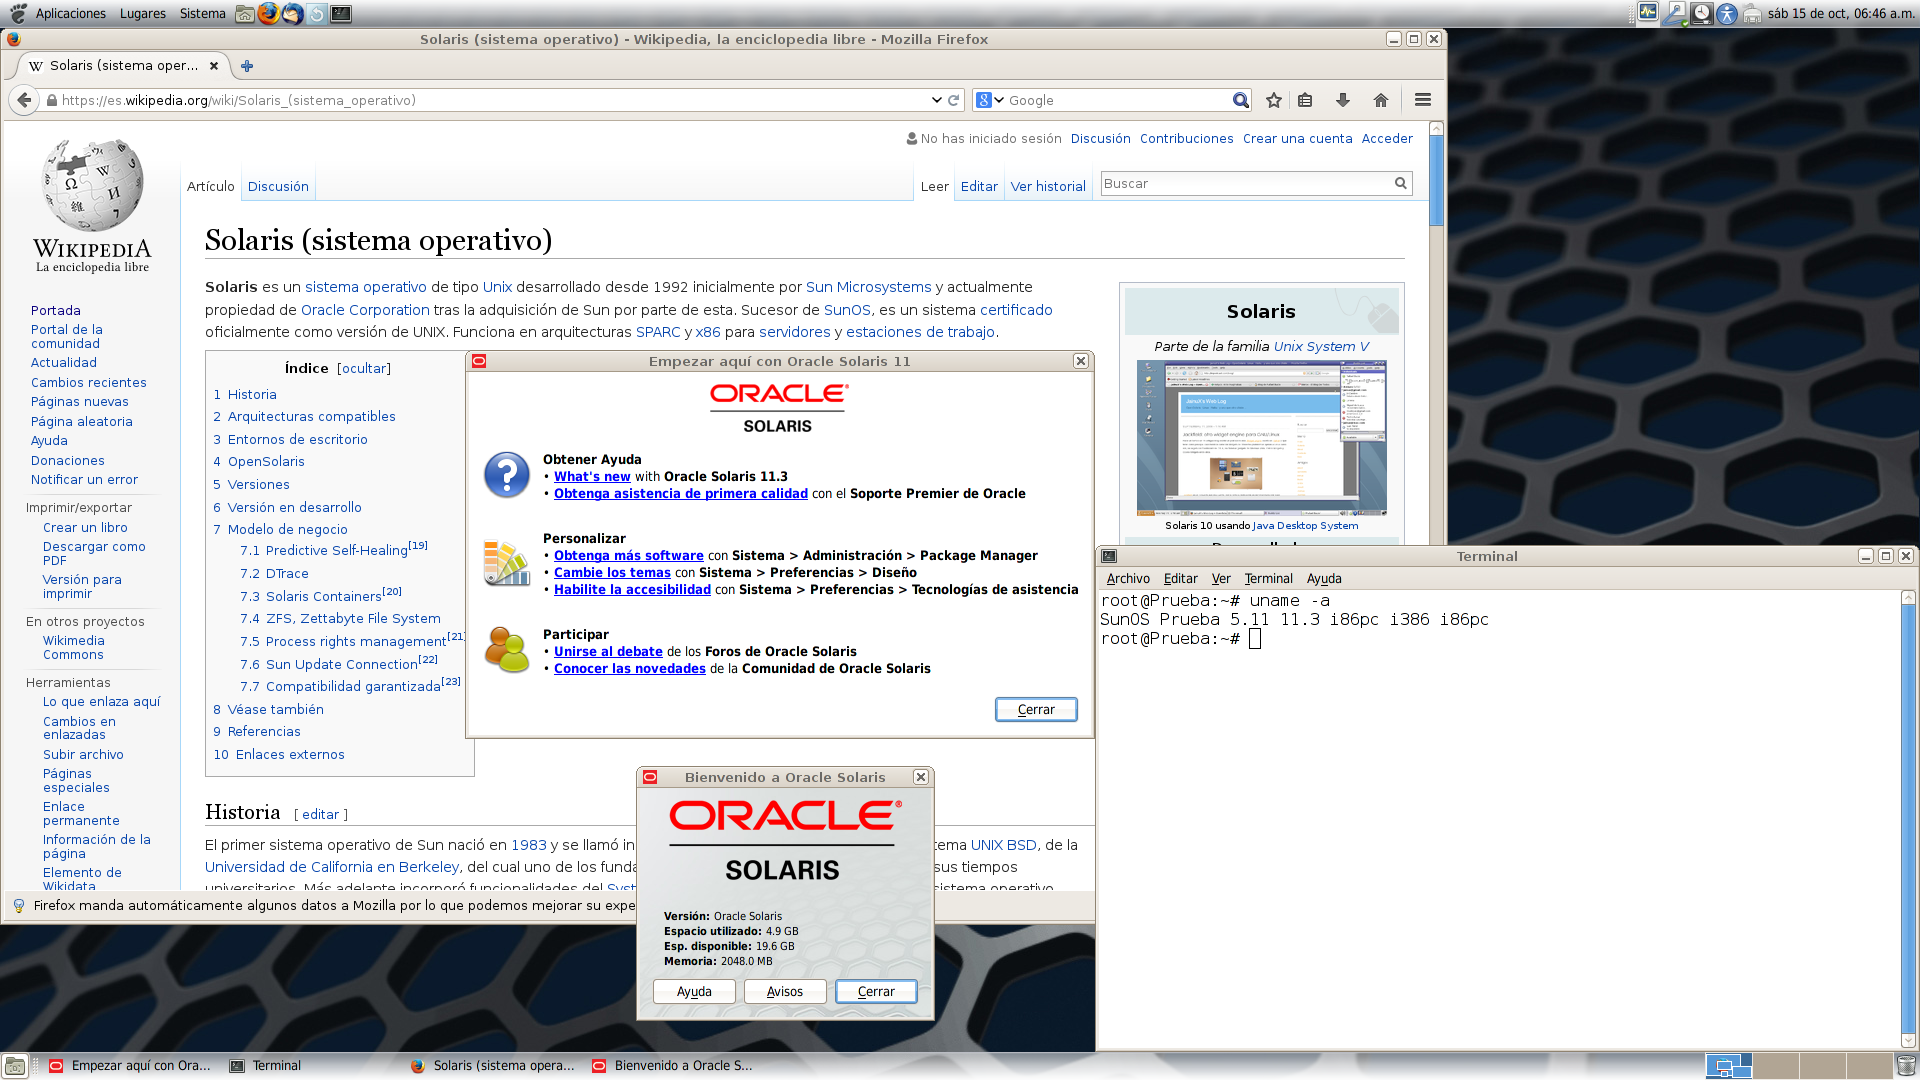 Aplicaciones Lugares Sistema
sáb 15 de oct, 06:46 a.m.
Solaris (sistema operativo) - Wikipedia, la enciclopedia libre - Mozilla Firefox
W Solaris (sistema oper...
https://es.wikipedia.org/wiki/Solaris_(sistema_operativo)
8 Google
No has iniciado sesión Discusión Contribuciones Crear una cuenta Acceder
Artículo Discusión
Leer Editar Ver historial Buscar
WIKIPEDIA
La enciclopedia libre
Portada
Portal de la
comunidad
Actualidad
Cambios recientes
Páginas nuevas
Página aleatoria
Ayuda
Donaciones
Notificar un error
Imprimir/exportar
Crear un libro
Descargar como
PDF
Versión para
imprimir
En otros proyectos
Wikimedia
Commons
Herramientas
Lo que enlaza aquí
Cambios en
enlazadas
Subir archivo
Páginas
especiales
Enlace
permanente
Información de la
página
Elemento de
Wikidata
Solaris (sistema operativo)
Solaris es un sistema operativo de tipo Unix desarrollado desde 1992 inicialmente por Sun Microsystems y actualmente
propiedad de Oracle Corporation tras la adquisición de Sun por parte de esta. Sucesor de SunOS, es un sistema certificado
oficialmente como versión de UNIX. Funciona en arquitecturas SPARC y x86 para servidores y estaciones de trabajo.
Índice [ocultar]
1 Historia
2 Arquitecturas compatibles
3 Entornos de escritorio
4 OpenSolaris
5 Versiones
6 Versión en desarrollo
7 Modelo de negocio
7.1 Predictive Self-Healing[19]
7.2 DTrace
7.3 Solaris Containers[20]
7.4 ZFS, Zettabyte File System
7.5 Process rights management[21]
7.6 Sun Update Connection[22]
7.7 Compatibilidad garantizada[23]
8 Véase también
9 Referencias
10 Enlaces externos
Historia [ editar ]
El primer sistema operativo de Sun nació en 1983 y se llamó in
tema UNIX BSD, de la
Universidad de California en Berkeley, del cual uno de los funda
sus tiempos
universitarios. Más adelante incorporó funcionalidades del Syst
sistema operativo
Solaris
Parte de la familia Unix System V
Solaris 10 usando Java Desktop System
Firefox manda automáticamente algunos datos a Mozilla por lo que podemos mejorar su expe
Empezar aquí con Oracle Solaris 11
ORACLE®
SOLARIS
Obtener Ayuda
• What's new with Oracle Solaris 11.3
• Obtenga asistencia de primera calidad con el Soporte Premier de Oracle
Personalizar
• Obtenga más software con Sistema > Administración > Package Manager
• Cambie los temas con Sistema > Preferencias > Diseño
• Habilite la accesibilidad con Sistema > Preferencias > Tecnologías de asistencia
Participar
• Unirse al debate de los Foros de Oracle Solaris
• Conocer las novedades de la Comunidad de Oracle Solaris
Cerrar
Bienvenido a Oracle Solaris
ORACLE®
SOLARIS
Versión: Oracle Solaris
Espacio utilizado: 4.9 GB
Esp. disponible: 19.6 GB
Memoria: 2048.0 MB
Ayuda Avisos Cerrar
Terminal
Archivo Editar Ver Terminal Ayuda
root@Prueba:~# uname -a
SunOS Prueba 5.11 11.3 i86pc i386 i86pc
root@Prueba:~#
Empezar aquí con Ora... Terminal Solaris (sistema opera... Bienvenido a Oracle S...